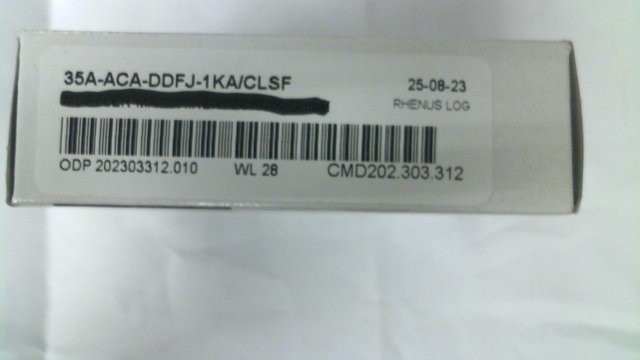 35A-ACA-DDFJ-1KA/CLSF 25-08-23
RHENUS LOG
ODP 202303312.010 WL 28 CMD202.303.312